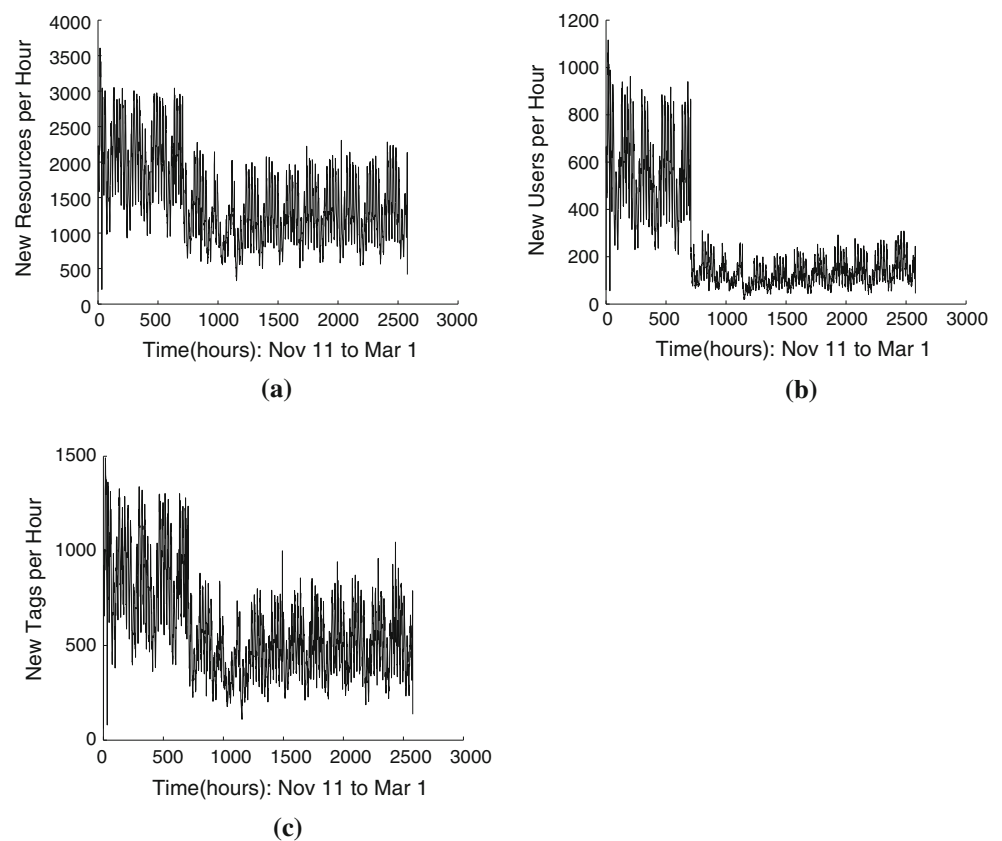 4000
3500
3000
2500
2000
1500
1000
500
0
New Resources per Hour
0 500 1000 1500 2000 2500 3000
Time(hours): Nov 11 to Mar 1
(a)
1200
1000
800
600
400
200
0
New Users per Hour
0 500 1000 1500 2000 2500 3000
Time(hours): Nov 11 to Mar 1
(b)
1500
1000
500
0
New Tags per Hour
0 500 1000 1500 2000 2500 3000
Time(hours): Nov 11 to Mar 1
(c)